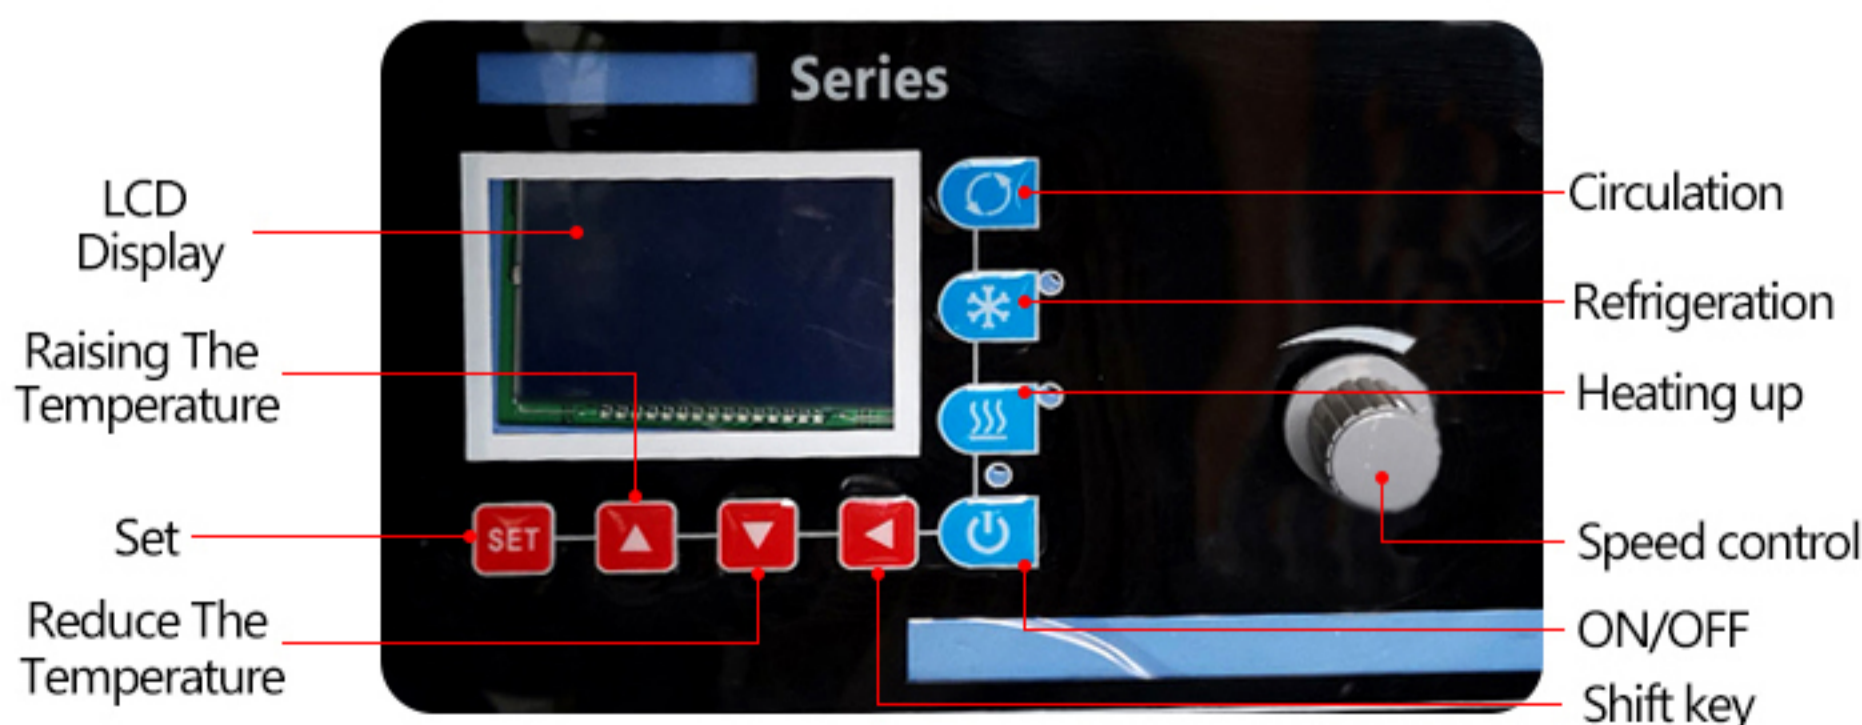 Series
LCD
Display
Raising The
Temperature
Set
Reduce The
Temperature
SET
Circulation
Refrigeration
Heating up
Speed control
ON/OFF
Shift key